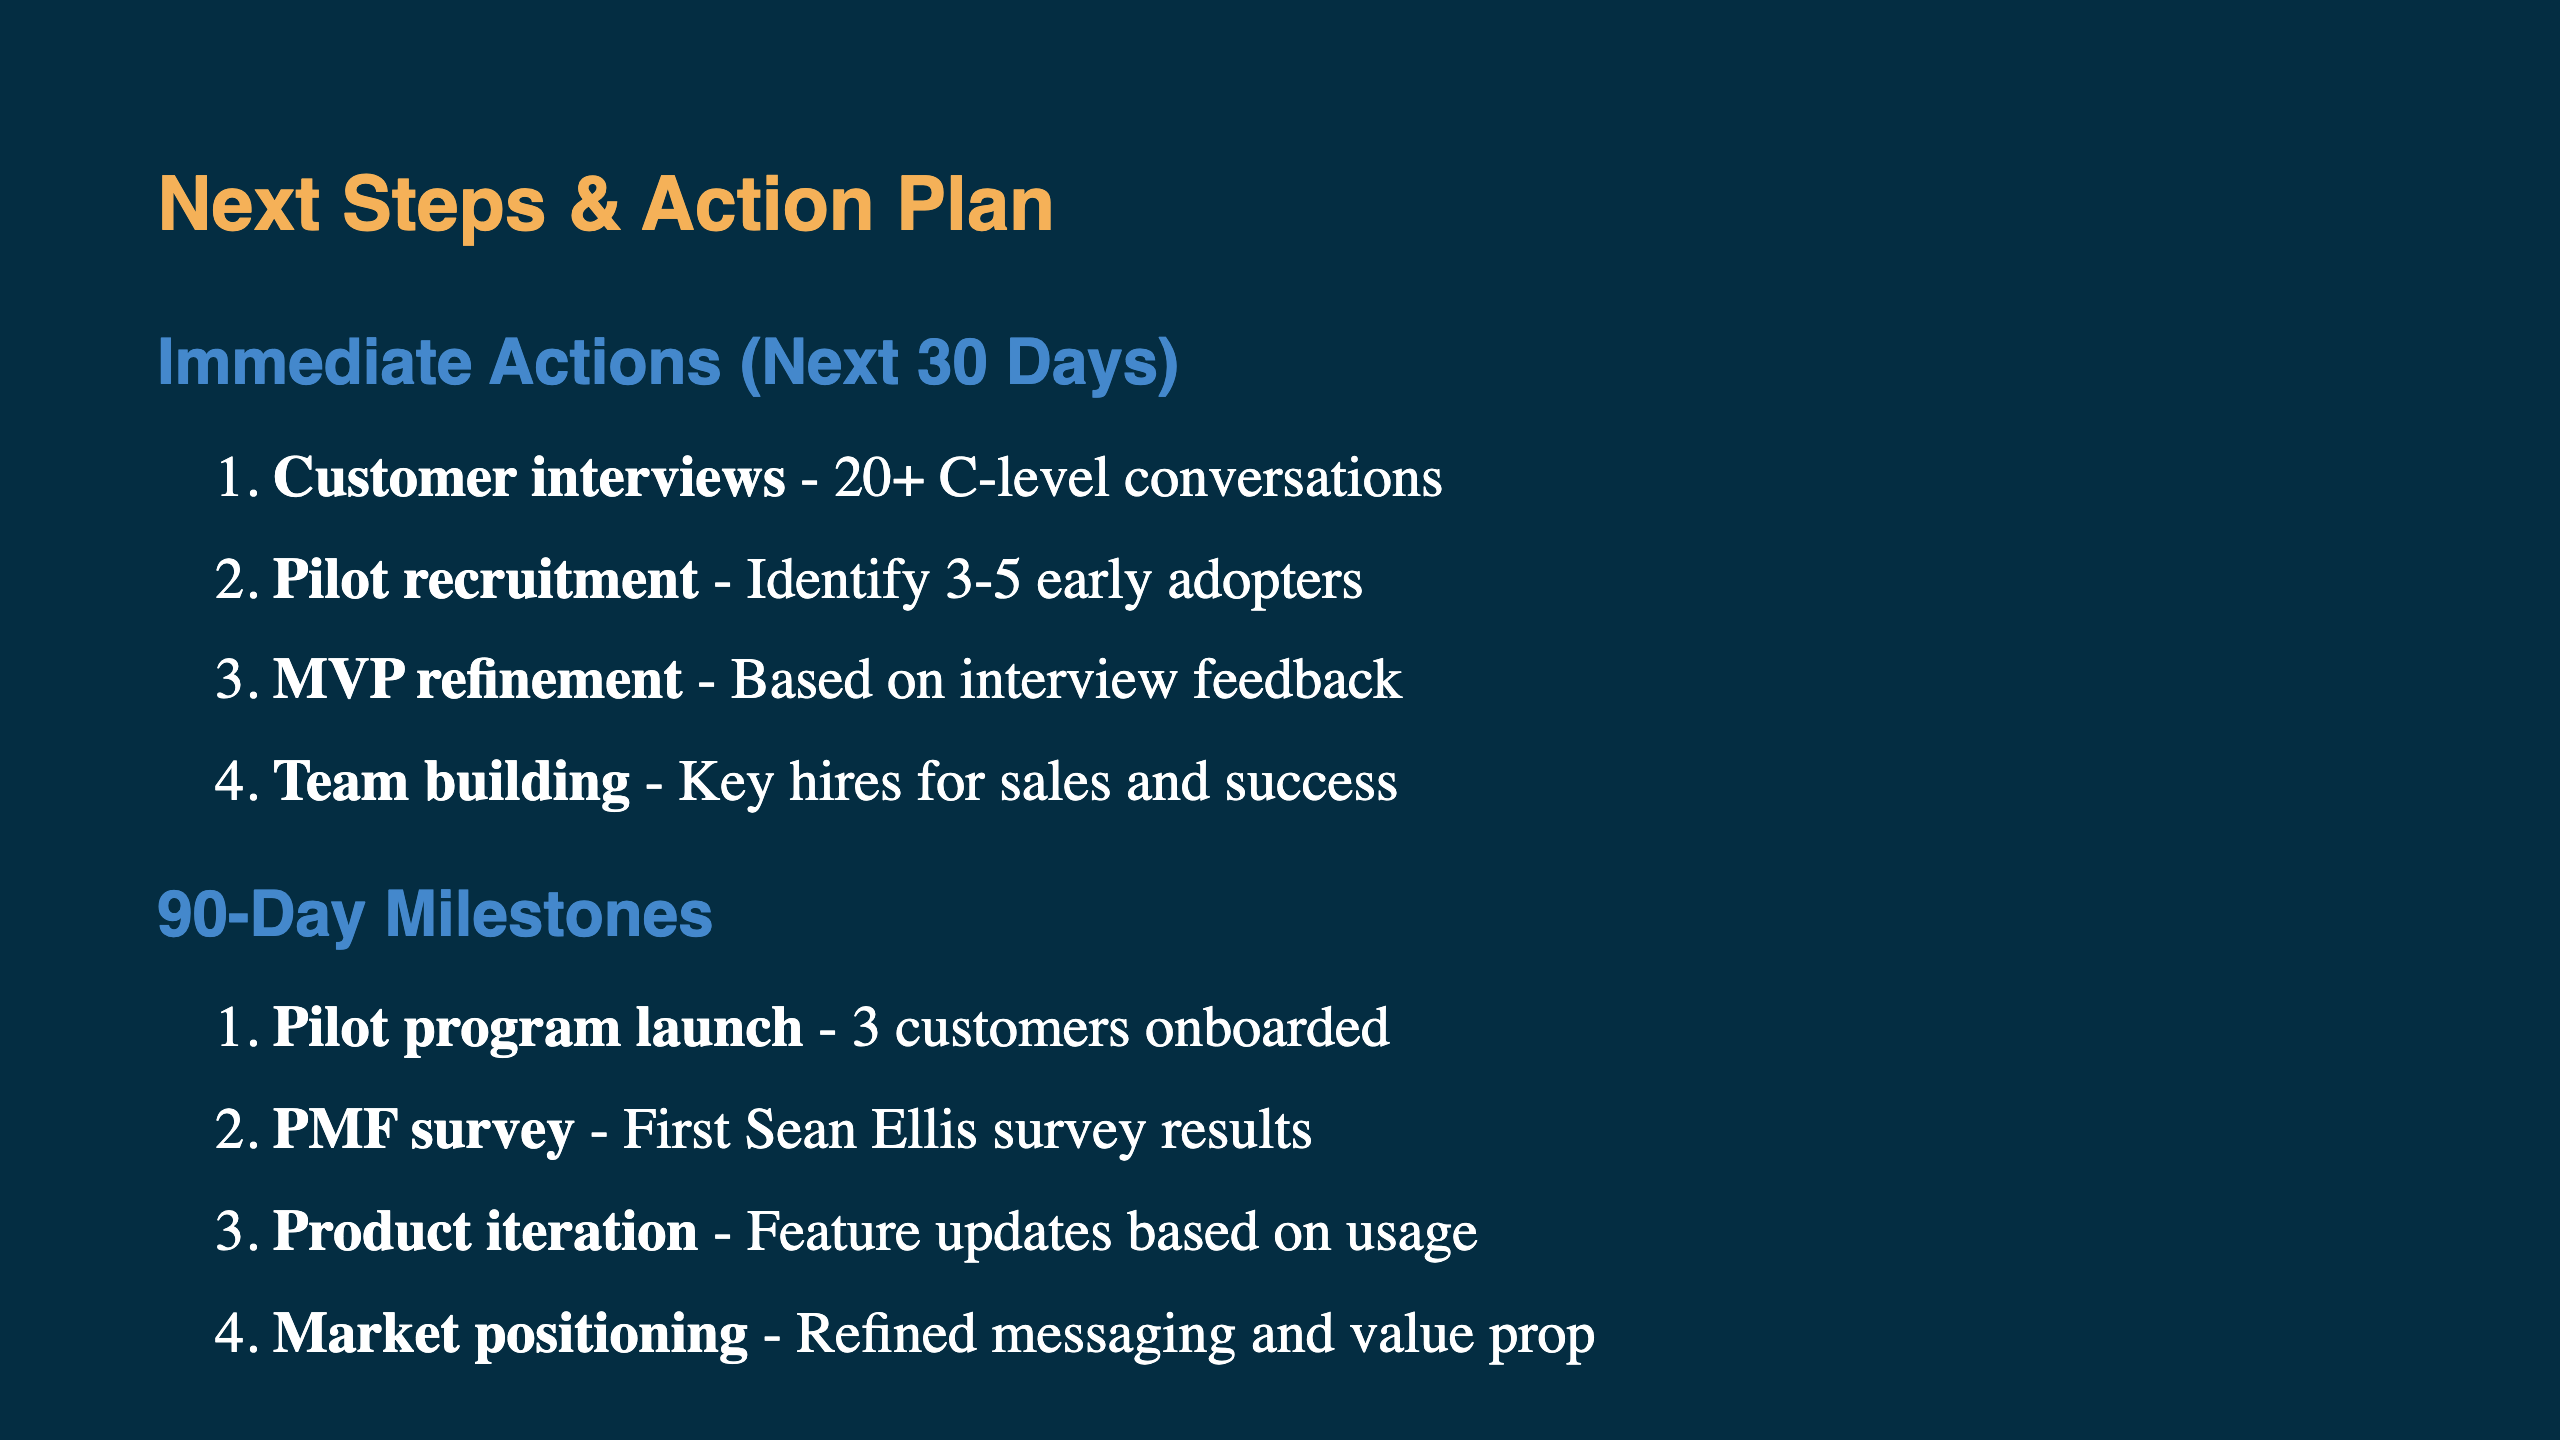 Next Steps & Action Plan
Immediate Actions (Next 30 Days)
1. Customer interviews - 20+ C-level conversations
2. Pilot recruitment - Identify 3-5 early adopters
3. MVP refinement - Based on interview feedback
4. Team building - Key hires for sales and success
90-Day Milestones
1. Pilot program launch - 3 customers onboarded
2. PMF survey - First Sean Ellis survey results
3. Product iteration - Feature updates based on usage
4. Market positioning - Refined messaging and value prop